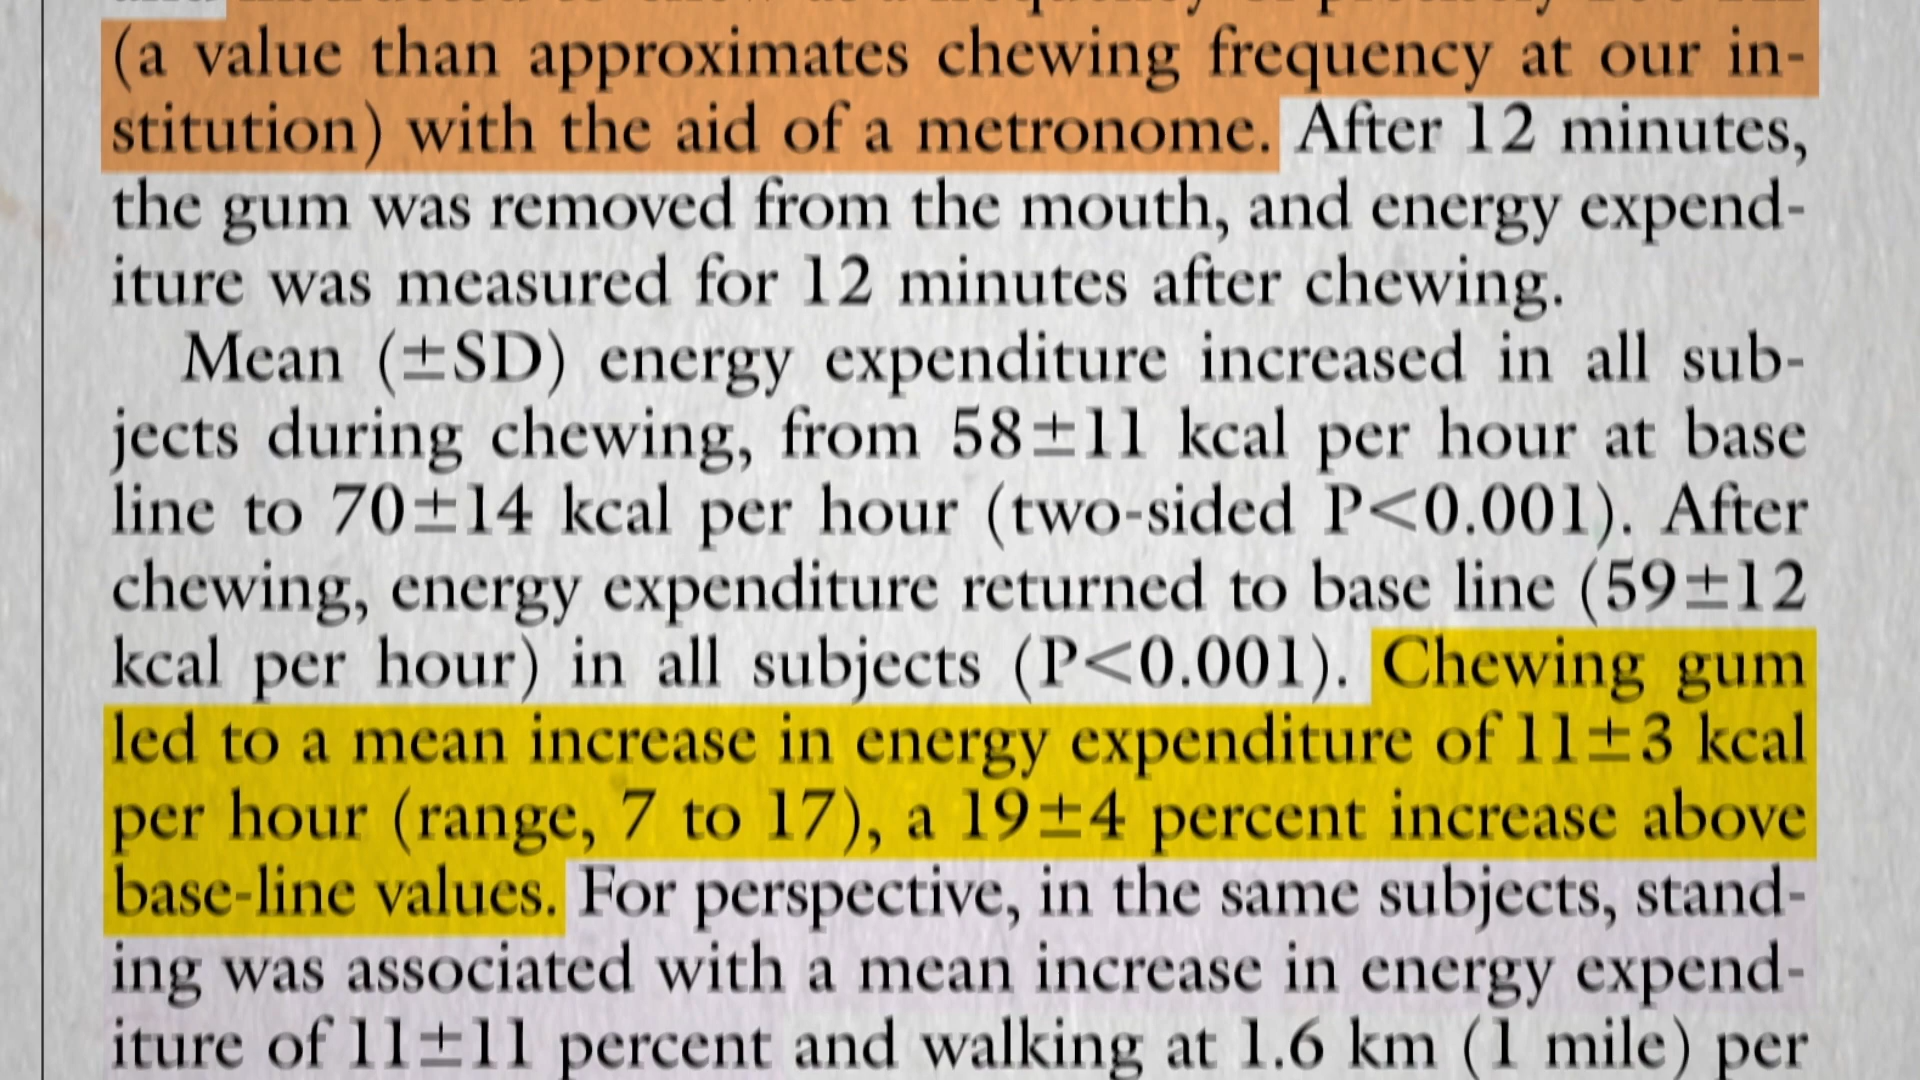 (a value than approximates chewing frequency at our in-
stitution) with the aid of a metronome. After 12 minutes,
the gum was removed from the mouth, and energy expend-
iture was measured for 12 minutes after chewing.
Mean (±SD) energy expenditure increased in all sub-
jects during chewing, from 58±11 kcal per hour at base
line to 70±14 kcal per hour (two-sided P<0.001). After
chewing, energy expenditure returned to base line (59±12
kcal per hour) in all subjects (P<0.001). Chewing gum
led to a mean increase in energy expenditure of 11±3 kcal
per hour (range, 7 to 17), a 19±4 percent increase above
base-line values. For perspective, in the same subjects, stand-
ing was associated with a mean increase in energy expend-
iture of 11±11 percent and walking at 1.6 km (1 mile) per